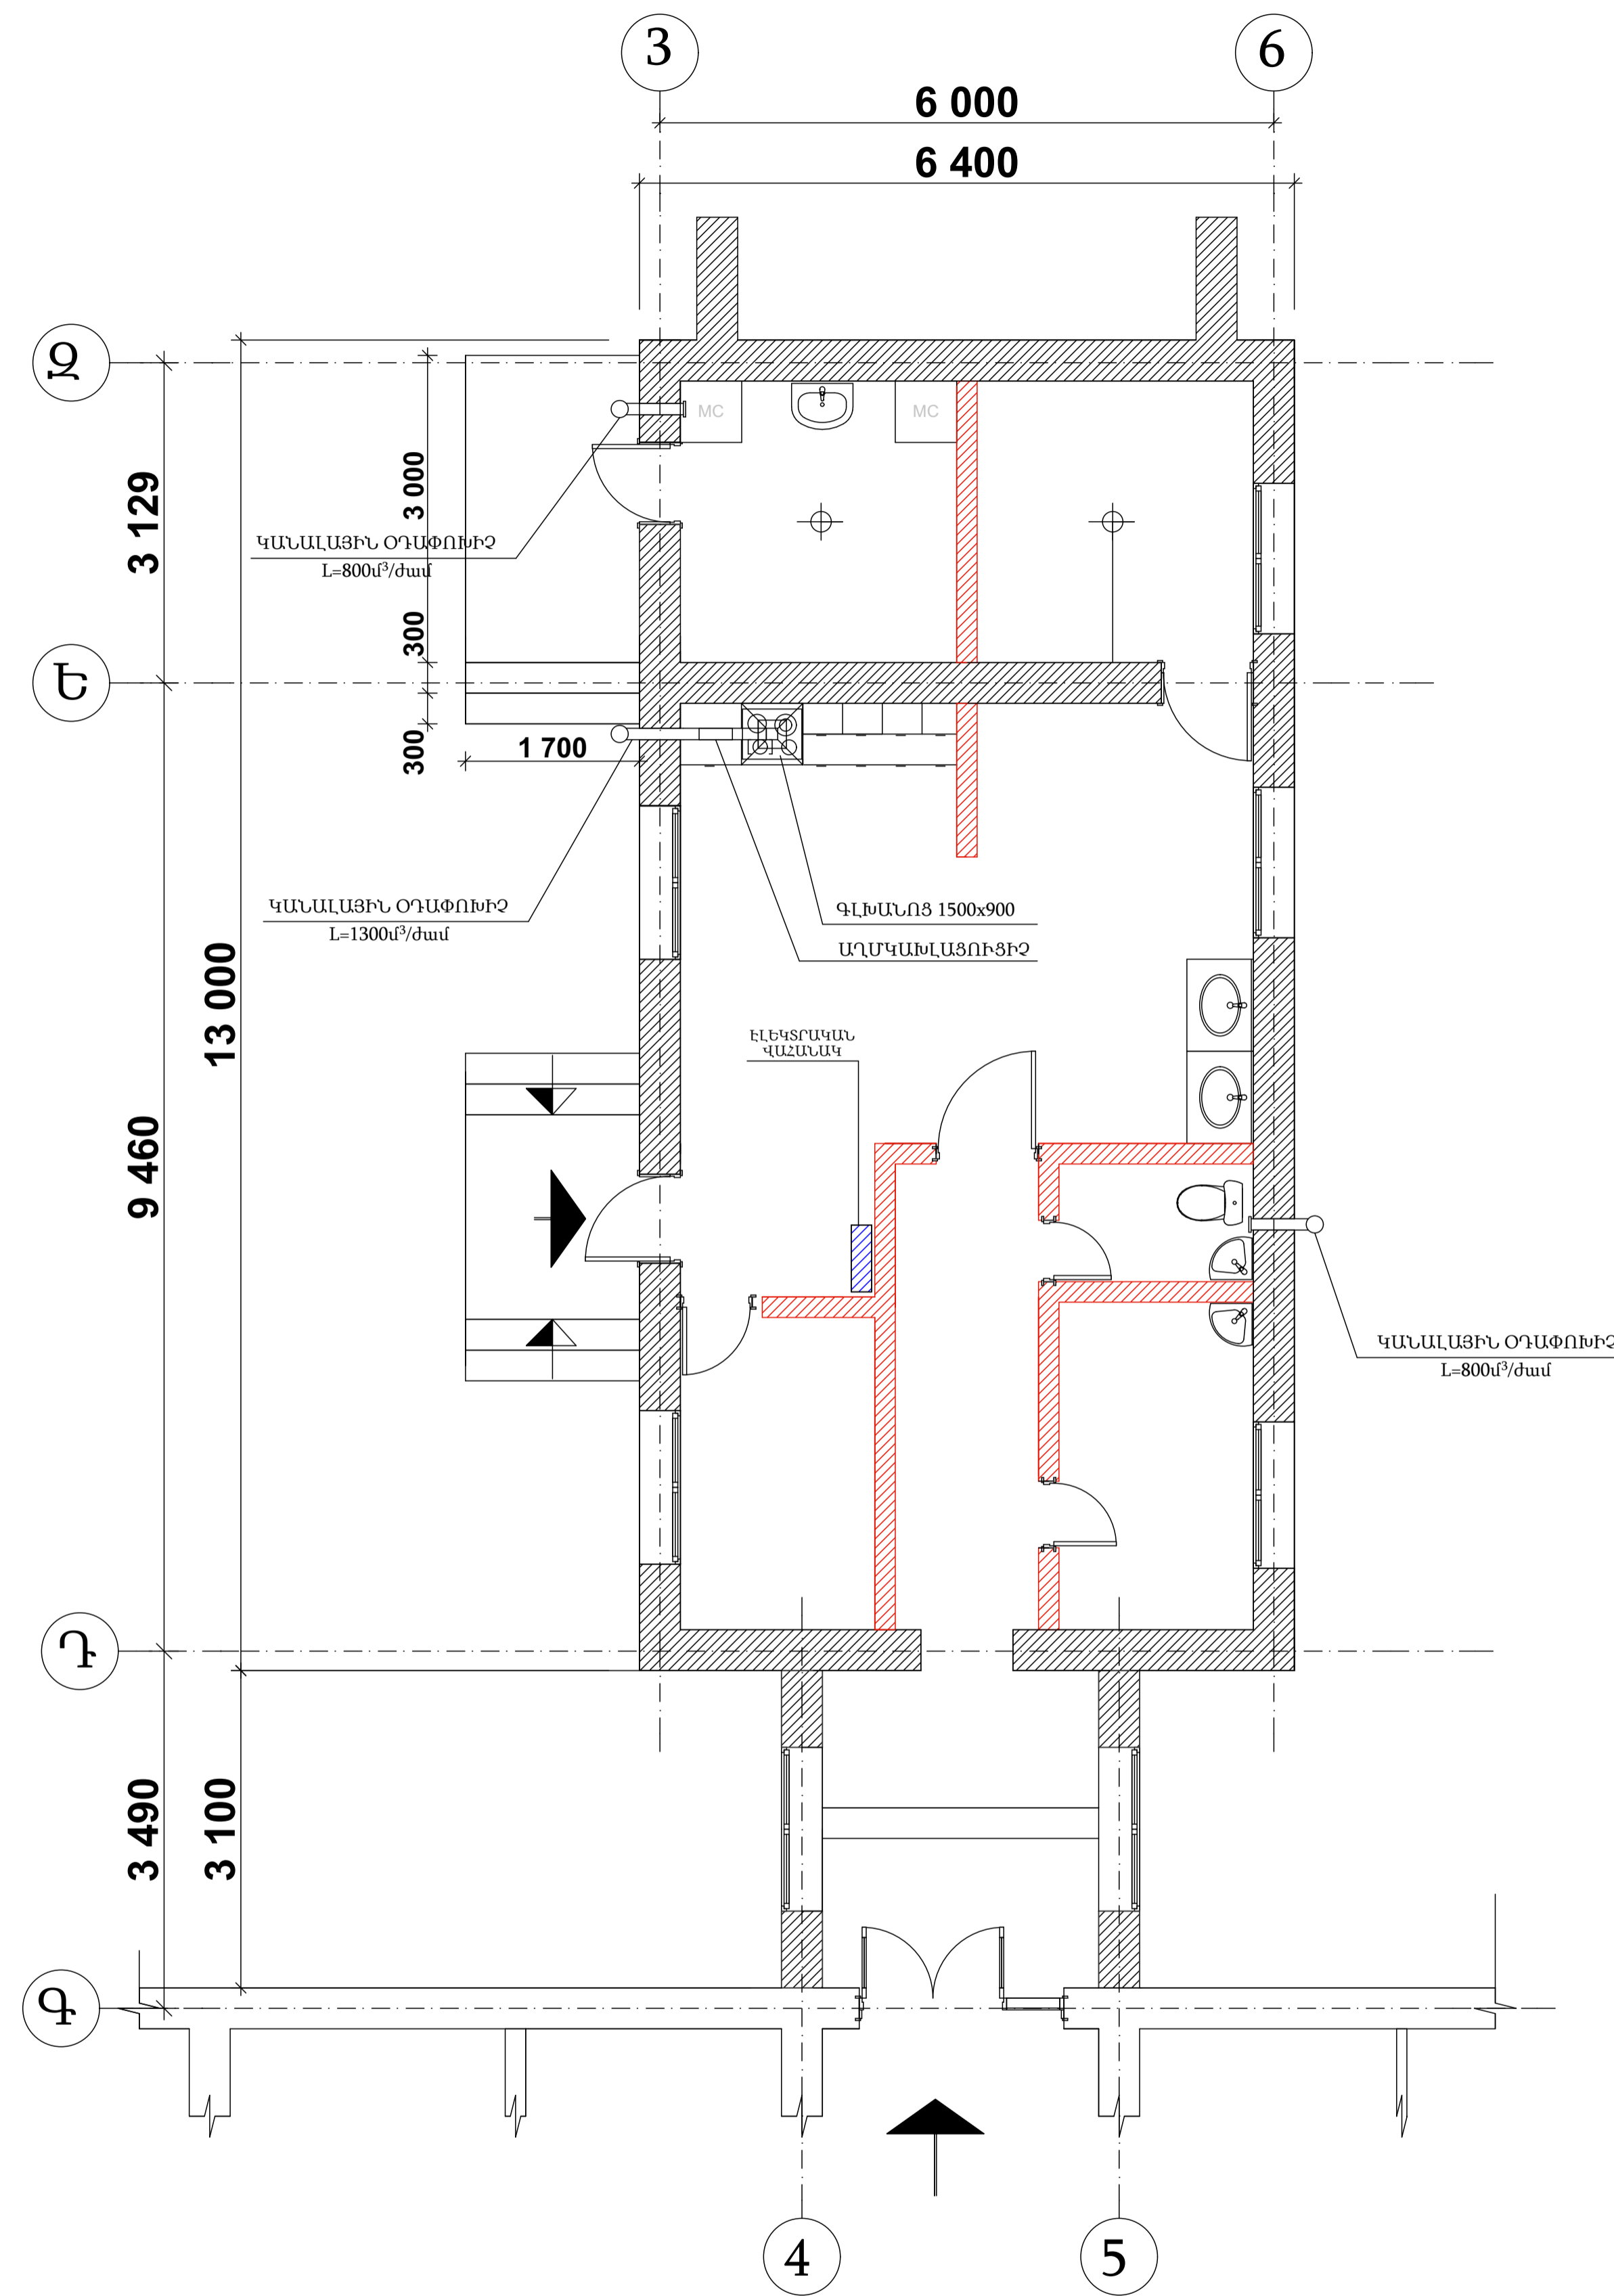 3
6
6 000
6 400
Զ
MC
MC
3 129
3 000
ԿԱՆԱԼԱՅԻՆ ՕԴԱՓՈԽԻՉ
L=800մ³/ժամ
300
Ե
300
1 700
ԿԱՆԱԼԱՅԻՆ ՕԴԱՓՈԽԻՉ
L=1300մ³/ժամ
ԳԼԽԱՆՈՑ 1500x900
ԱՂՄԿԱԽԼԱՑՈՒՑԻՉ
13 000
ԷԼԵԿՏՐԱԿԱՆ
ՎԱՀԱՆԱԿ
9 460
ԿԱՆԱԼԱՅԻՆ ՕԴԱՓՈԽԻՉ
L=800մ³/ժամ
Դ
3 490
3 100
Գ
4
5